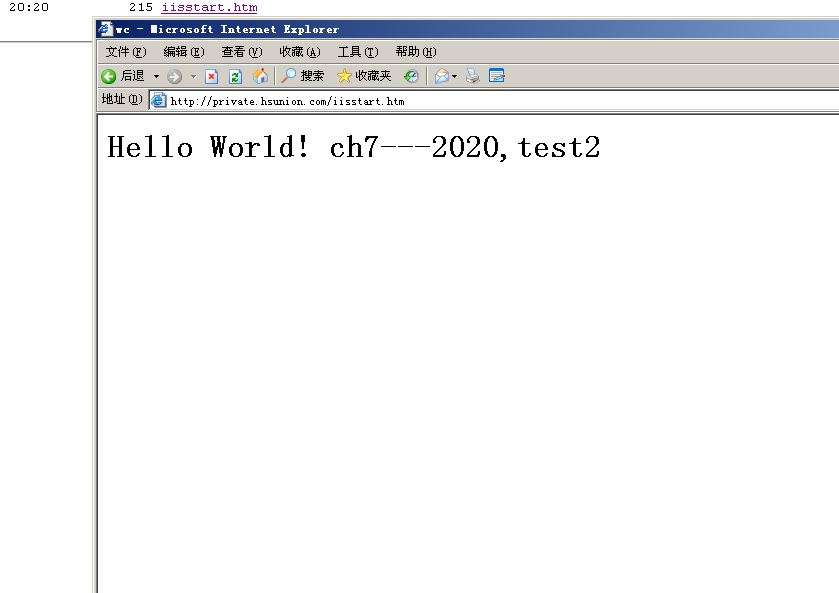 20:20 215 iisstart.htm
wc - Microsoft Internet Explorer
文件(F) 编辑(E) 查看(V) 收藏(A) 工具(T) 帮助(H)
后退 搜索 收藏夹
地址(D) http://private.hsunion.com/iisstart.htm
Hello World! ch7---2020,test2